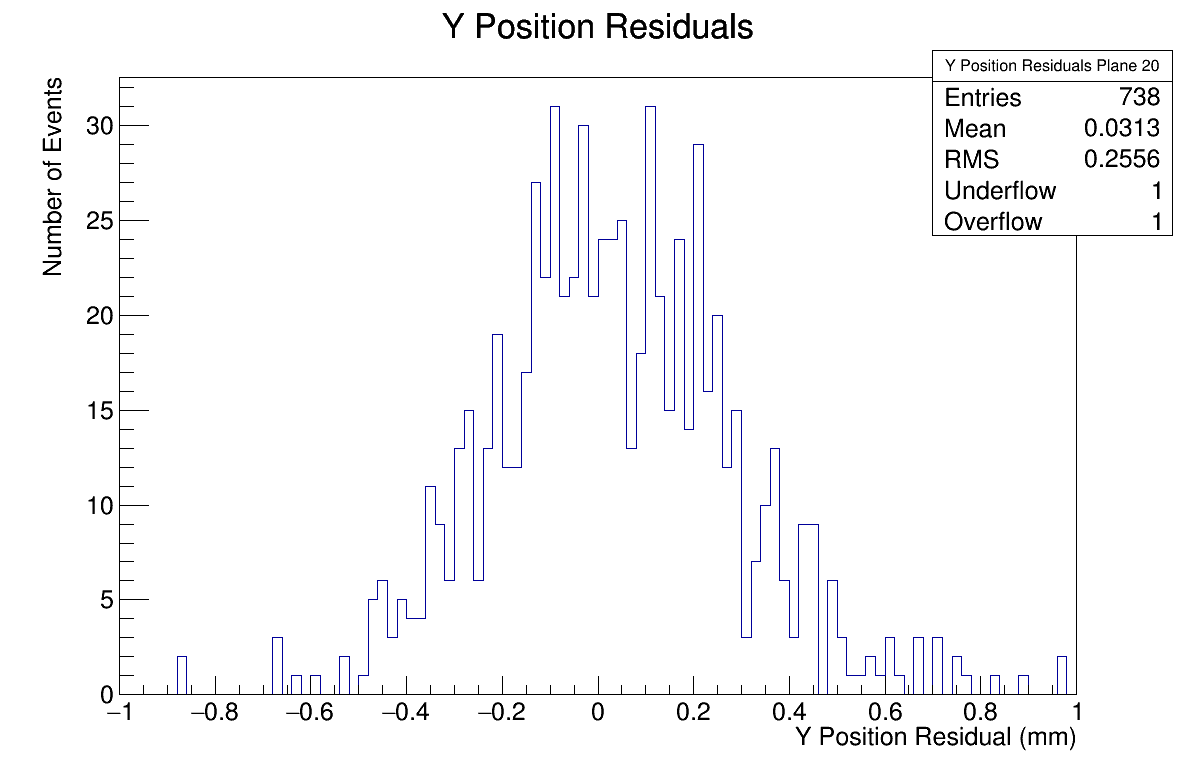 Y Position Residuals
Number of Events
Y Position Residuals Plane 20
Entries 738
Mean 0.0313
RMS 0.2556
Underflow 1
Overflow 1
30
25
20
15
10
5
0
−1 −0.8 −0.6 −0.4 −0.2 0 0.2 0.4 0.6 0.8 1
Y Position Residual (mm)